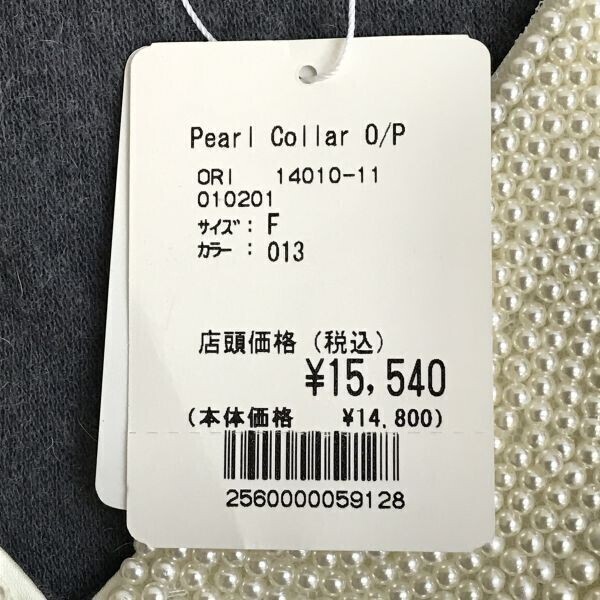 Pearl Collar O/P
ORI 14010-11
010201
サイズ: F
カラー: 013
店頭価格(税込)
¥15,540
(本体価格 ¥14,800)
2560000059128